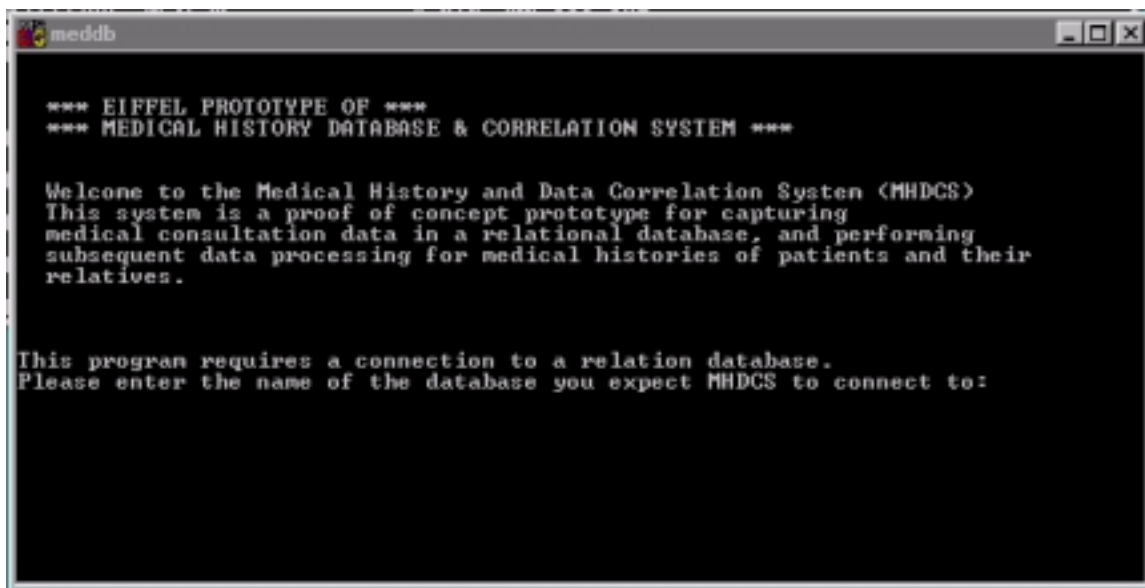 meddb
*** EIFFEL PROTOTYPE OF ***
*** MEDICAL HISTORY DATABASE & CORRELATION SYSTEM ***
Welcome to the Medical History and Data Correlation System (MHDCS)
This system is a proof of concept prototype for capturing
medical consultation data in a relational database, and performing
subsequent data processing for medical histories of patients and their
relatives.
This program requires a connection to a relation database.
Please enter the name of the database you expect MHDCS to connect to: